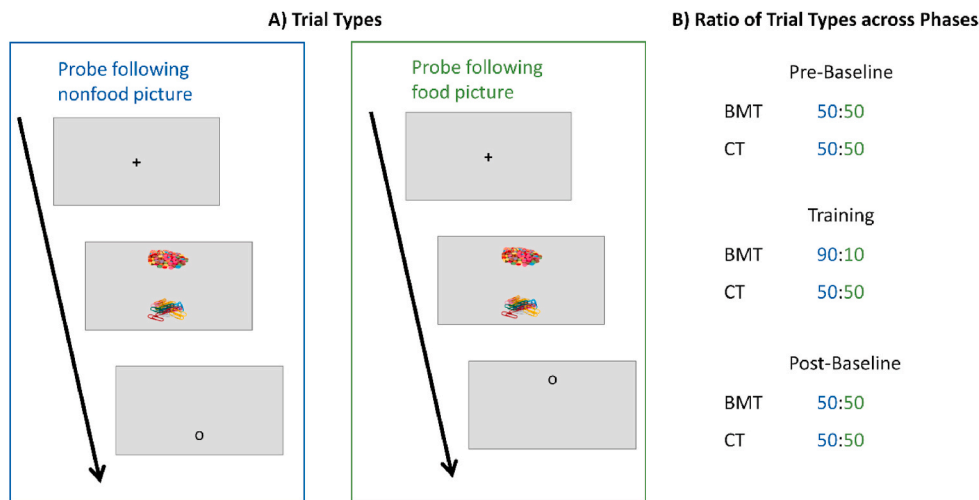 A) Trial Types
Probe following
nonfood picture
+
o
Probe following
food picture
+
o
B) Ratio of Trial Types across Phases
Pre-Baseline
BMT 50:50
CT 50:50
Training
BMT 90:10
CT 50:50
Post-Baseline
BMT 50:50
CT 50:50